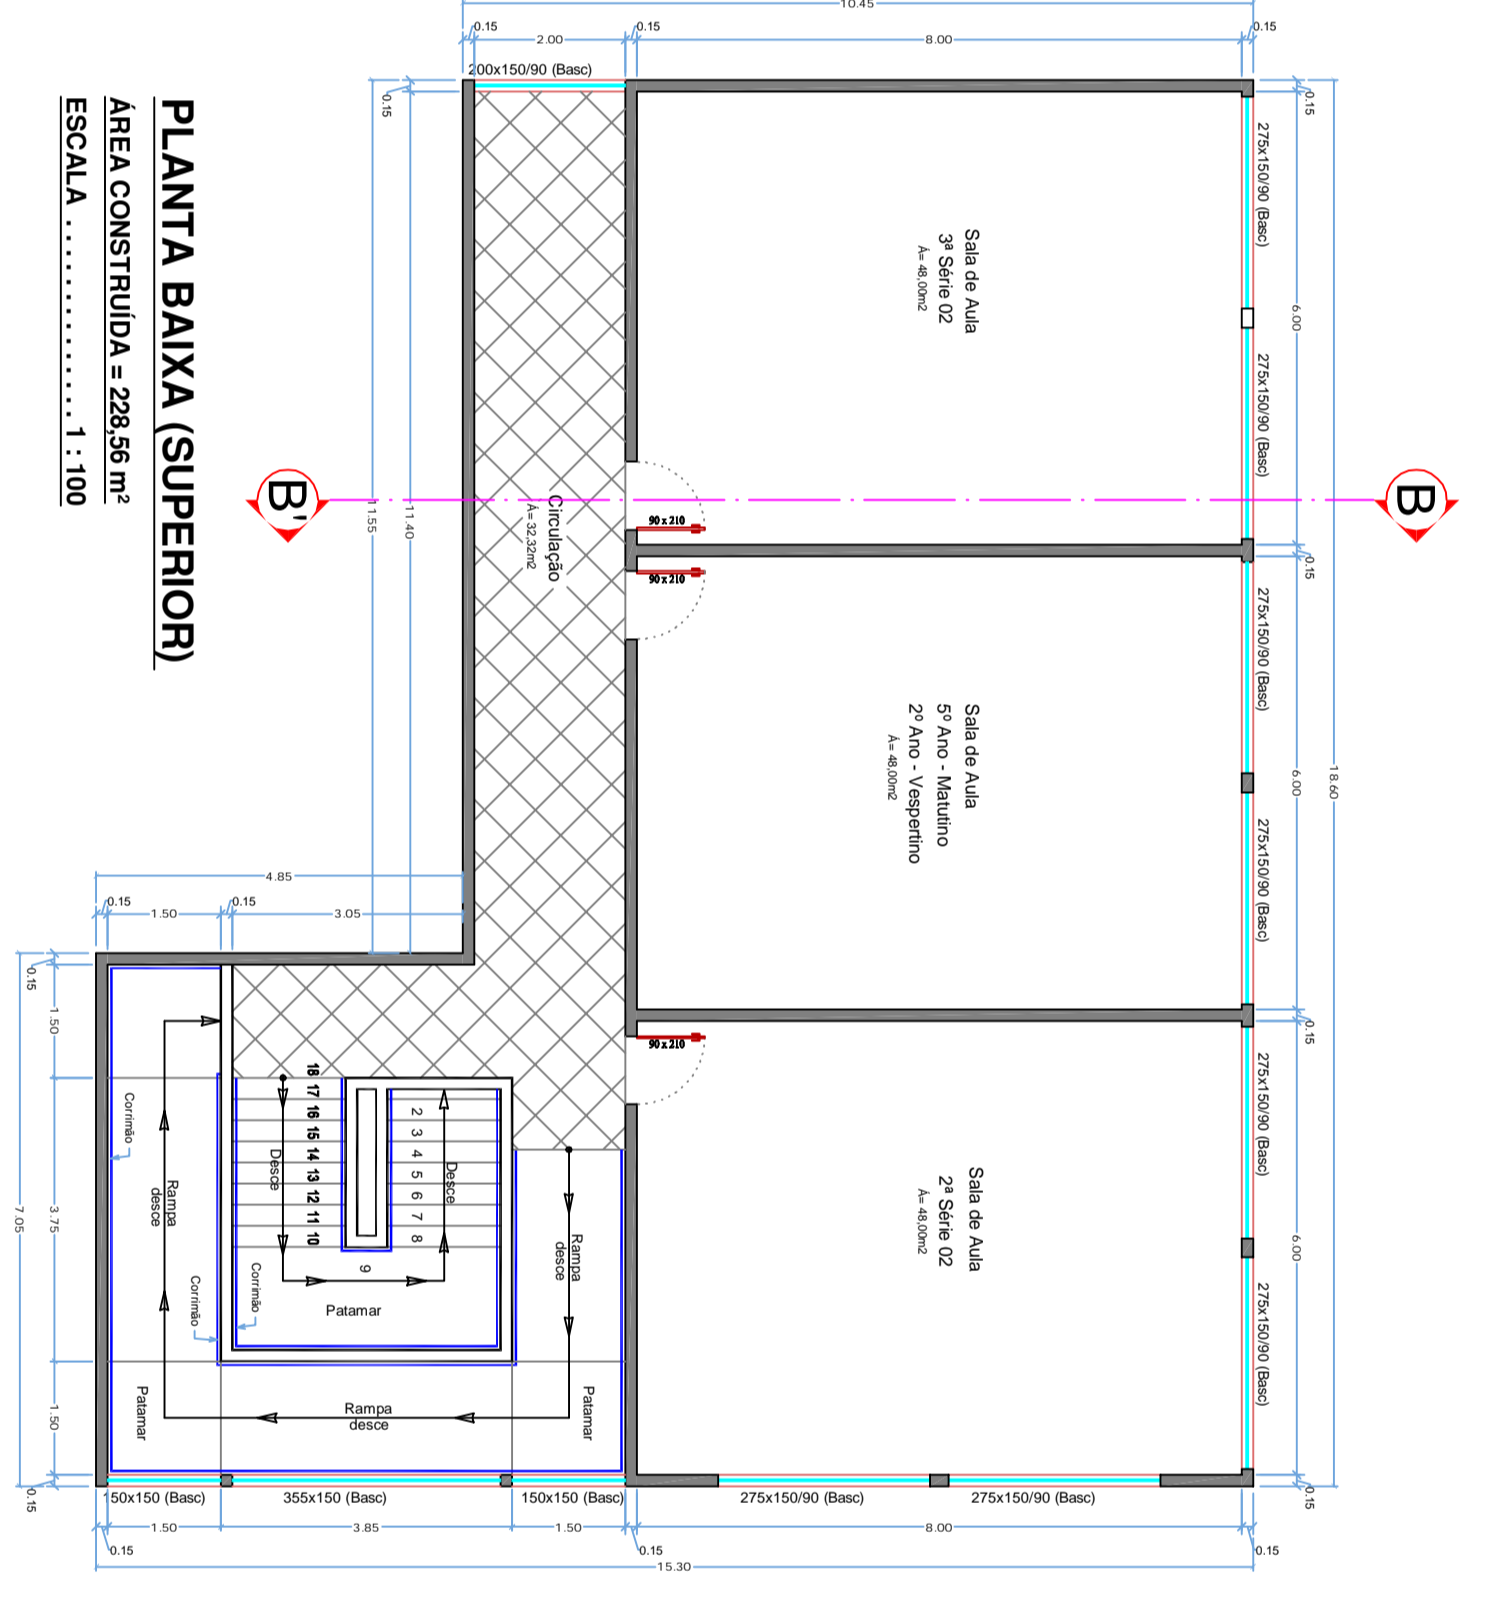 10.45
0.15
2.00
0.15
8.00
0.15
200x150/90 (Basc)
PLANTA BAIXA (SUPERIOR)
ÁREA CONSTRUÍDA = 228,56 m²
ESCALA . . . . . . . . . . . . . . 1 : 100
0.15
11.55
11.40
Sala de Aula
3ª Série 02
Á= 48,00m2
275x150/90 (Basc)
275x150/90 (Basc)
0.15
6.00
B'
B
Circulação
Á= 32,32m2
90 x 210
90 x 210
0.15
Sala de Aula
5º Ano - Matutino
2º Ano - Vespertino
Á= 48,00m2
275x150/90 (Basc)
275x150/90 (Basc)
6.00
18.60
4.85
0.15
1.50
0.15
3.05
90 x 210
0.15
Sala de Aula
2ª Série 02
Á= 48,00m2
275x150/90 (Basc)
275x150/90 (Basc)
6.00
0.15
1.50
3.75
7.05
1.50
0.15
Corrimão
Rampa
desce
Corrimão
Corrimão
Desce
18
17
16
15
14
13
12
11
10
9
2
3
4
5
6
7
8
Desce
Patamar
Rampa
desce
Patamar
Rampa
desce
Patamar
150x150 (Basc)
355x150 (Basc)
150x150 (Basc)
275x150/90 (Basc)
275x150/90 (Basc)
0.15
1.50
3.85
1.50
8.00
0.15
0.15
0.15
15.30